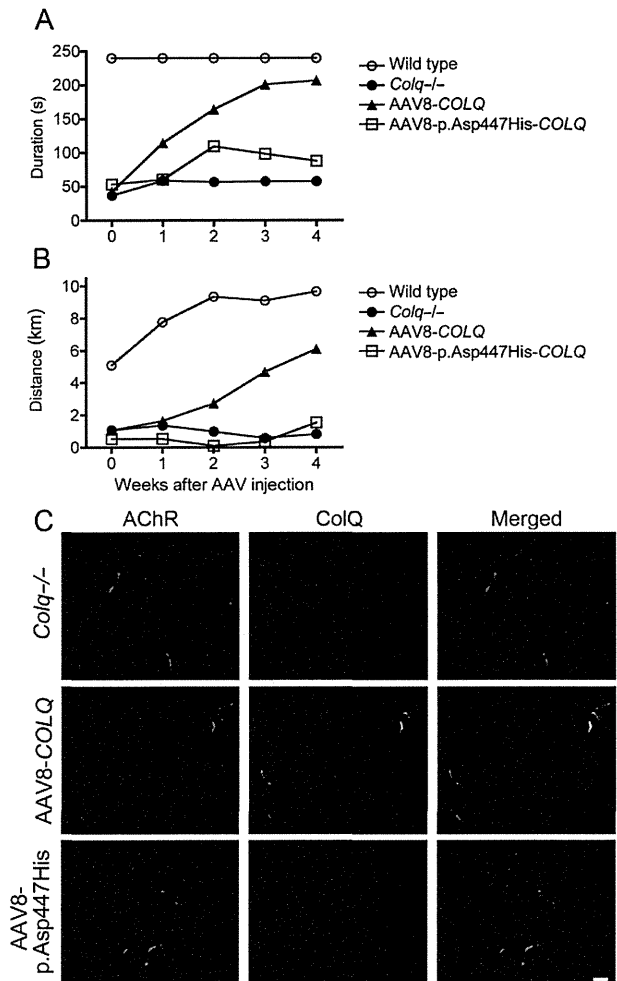 A
250
200
150
100
50
0
Duration (s)
0 1 2 3 4
Wild type
Colq−/−
AAV8-COLQ
AAV8-p.Asp447His-COLQ
B
10
8
6
4
2
0
Distance (km)
0 1 2 3 4
Weeks after AAV injection
Wild type
Colq−/−
AAV8-COLQ
AAV8-p.Asp447His-COLQ
C
AChR ColQ Merged
Colq−/−
AAV8-COLQ
AAV8-
p.Asp447His